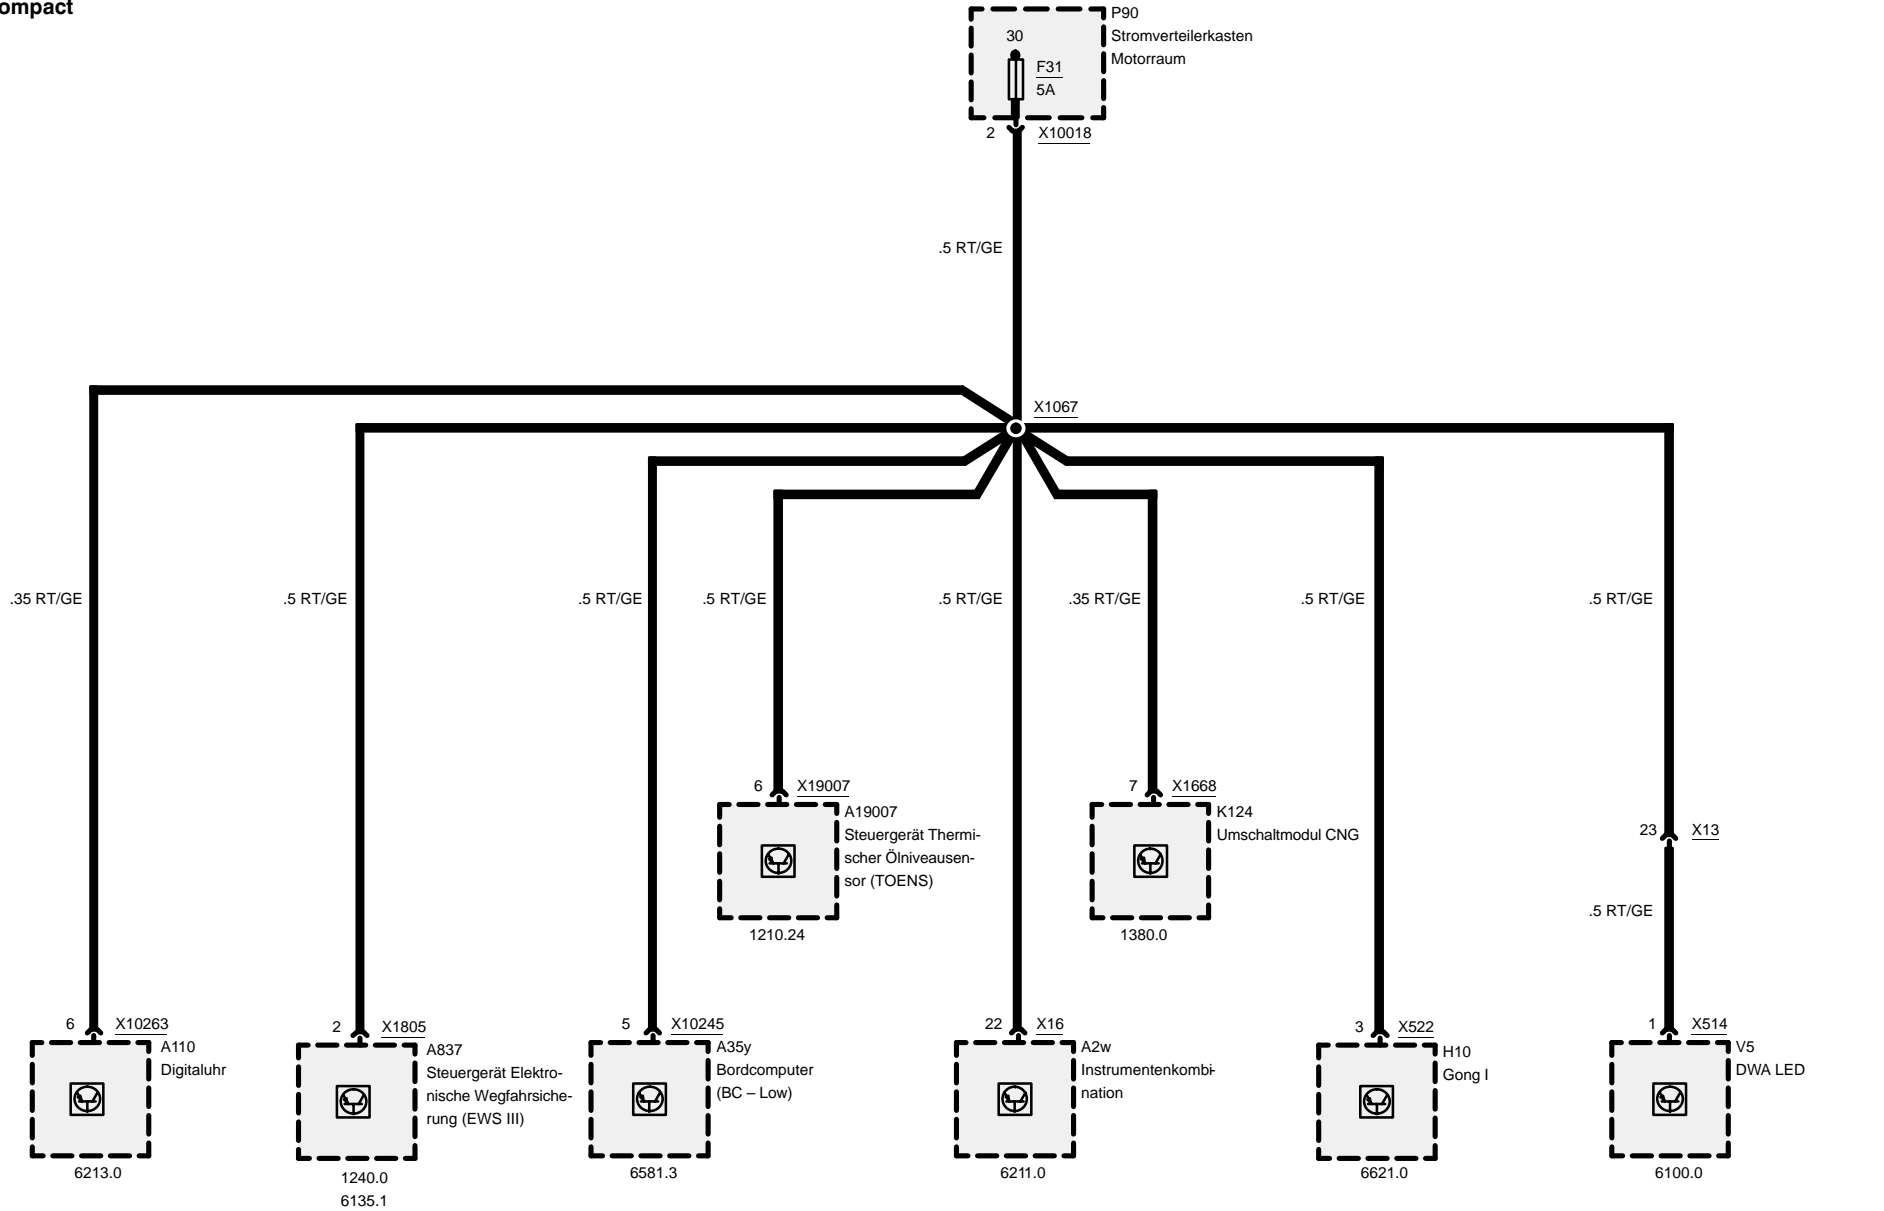 ompact
P90
Stromverteilerkasten
Motorraum
30
F31
5A
2
X10018
.5 RT/GE
X1067
.35 RT/GE
.5 RT/GE
.5 RT/GE
.5 RT/GE
.5 RT/GE
.35 RT/GE
.5 RT/GE
.5 RT/GE
6
X19007
A19007
Steuergerät Thermi-
scher Ölniveausen-
sor (TOENS)
1210.24
7
X1668
K124
Umschaltmodul CNG
1380.0
23
X13
.5 RT/GE
6
X10263
A110
Digitaluhr
6213.0
2
X1805
A837
Steuergerät Elektro-
nische Wegfahrsiche-
rung (EWS III)
1240.0
6135.1
5
X10245
A35y
Bordcomputer
(BC – Low)
6581.3
22
X16
A2w
Instrumentenkombi-
nation
6211.0
3
X522
H10
Gong I
6621.0
1
X514
V5
DWA LED
6100.0